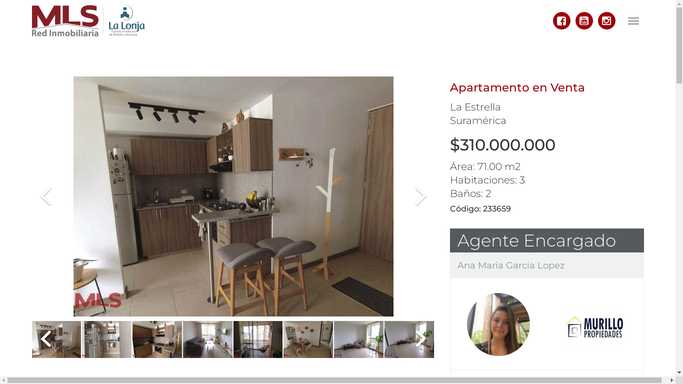 MLS
Red Inmobiliaria
La Lonja
Apartamento en Venta
La Estrella
Suramérica
$310.000.000
Área: 71.00 m2
Habitaciones: 3
Baños: 2
Código: 233659
MLS
Agente Encargado
Ana Maria Garcia Lopez
MURILLO
PROPIEDADES